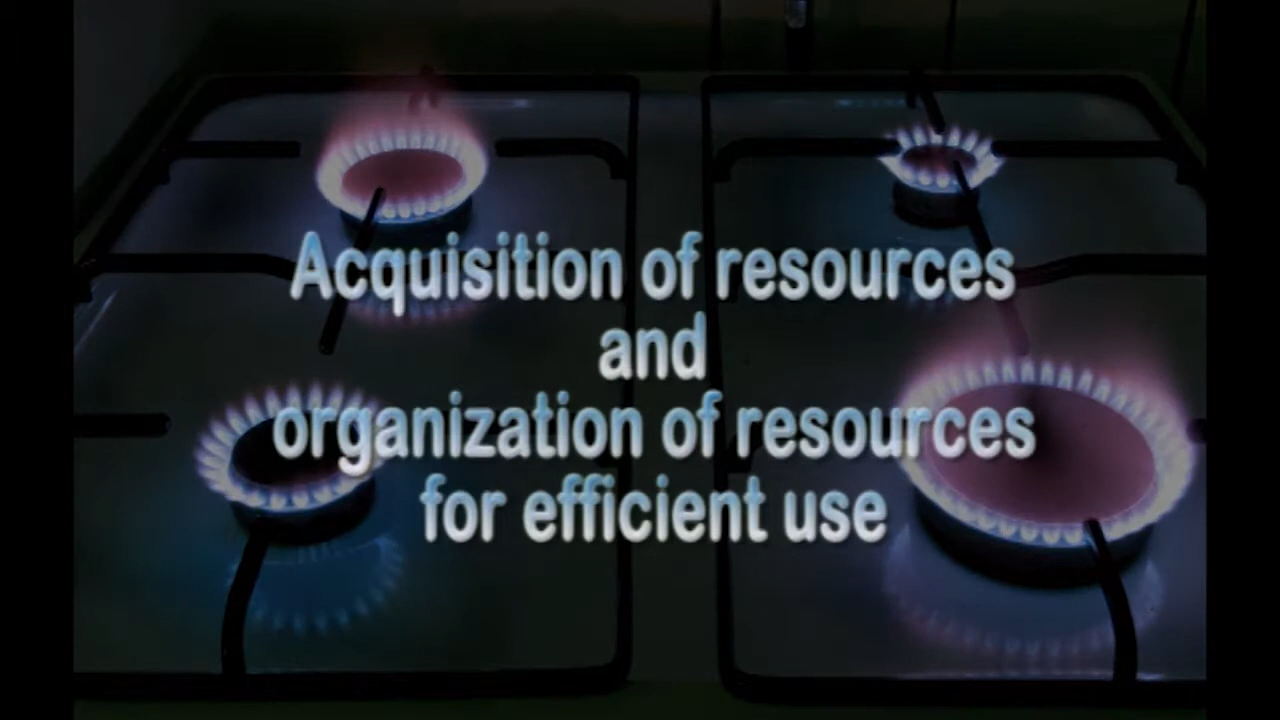 Acquisition of resources
and
organization of resources
for efficient use